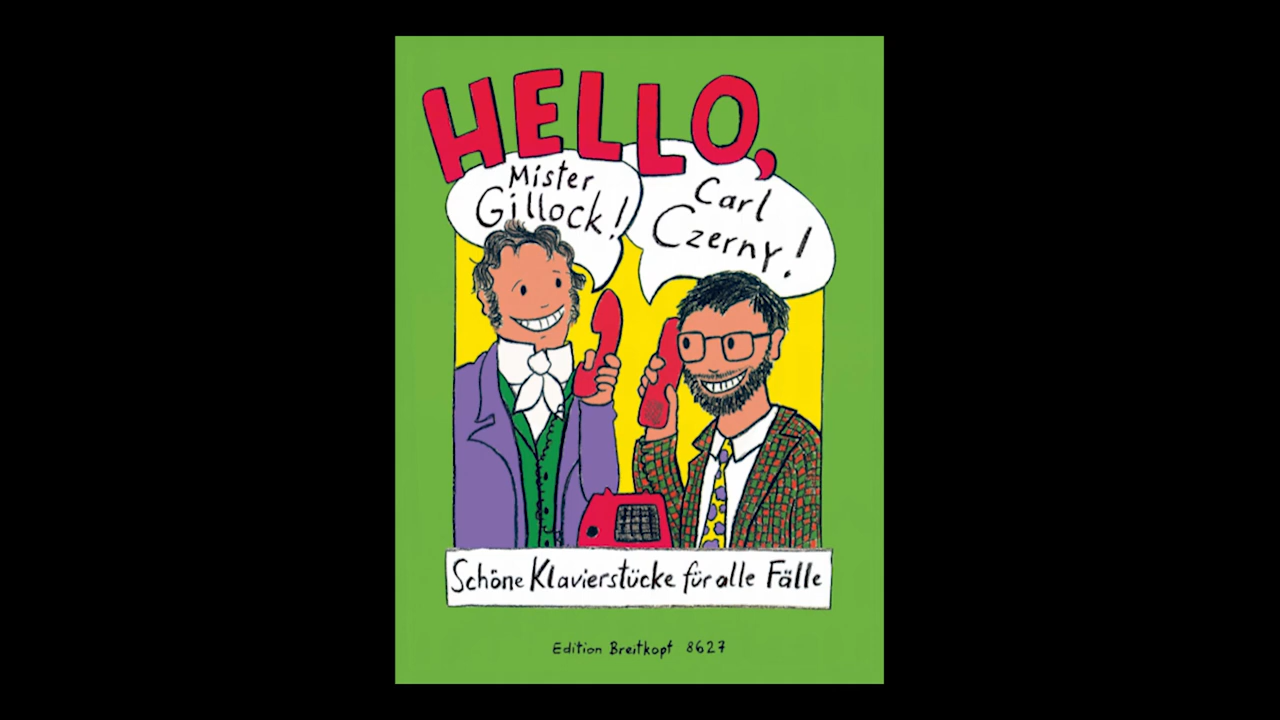 HELLO,
Mister
Gillock!
Carl
Czerny!
Schöne Klavierstücke für alle Fälle
Edition Breitkopf 8627